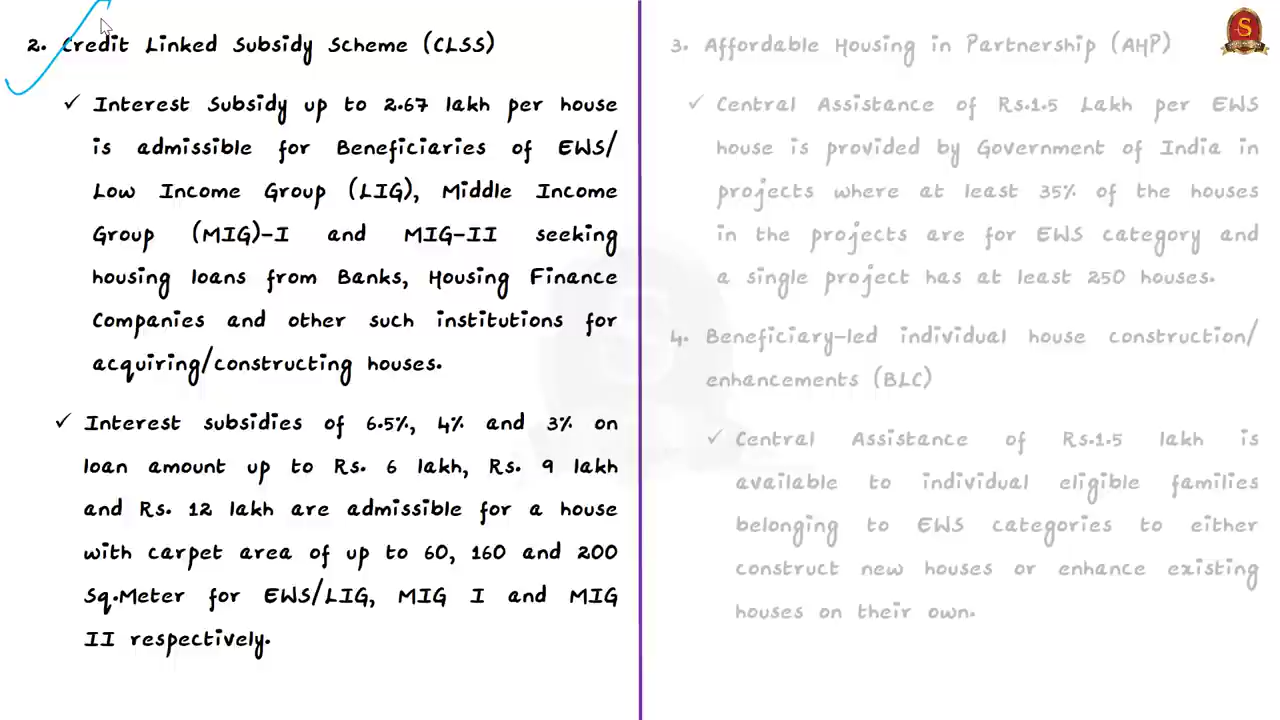 2. Credit Linked Subsidy Scheme (CLSS)
✓ Interest Subsidy up to 2.67 lakh per house
is admissible for Beneficiaries of EWS/
Low Income Group (LIG), Middle Income
Group (MIG)-I and MIG-II seeking
housing loans from Banks, Housing Finance
Companies and other such institutions for
acquiring/constructing houses.
✓ Interest subsidies of 6.5%, 4% and 3% on
loan amount up to Rs. 6 lakh, Rs. 9 lakh
and Rs. 12 lakh are admissible for a house
with carpet area of up to 60, 160 and 200
Sq.Meter for EWS/LIG, MIG I and MIG
II respectively.
3. Affordable Housing in Partnership (AHP)
✓ Central Assistance of Rs.1.5 Lakh per EWS
house is provided by Government of India in
projects where at least 35% of the houses
in the projects are for EWS category and
a single project has at least 250 houses.
4. Beneficiary-led individual house construction/
enhancements (BLC)
✓ Central Assistance of Rs.1.5 lakh is
available to individual eligible families
belonging to EWS categories to either
construct new houses or enhance existing
houses on their own.
S